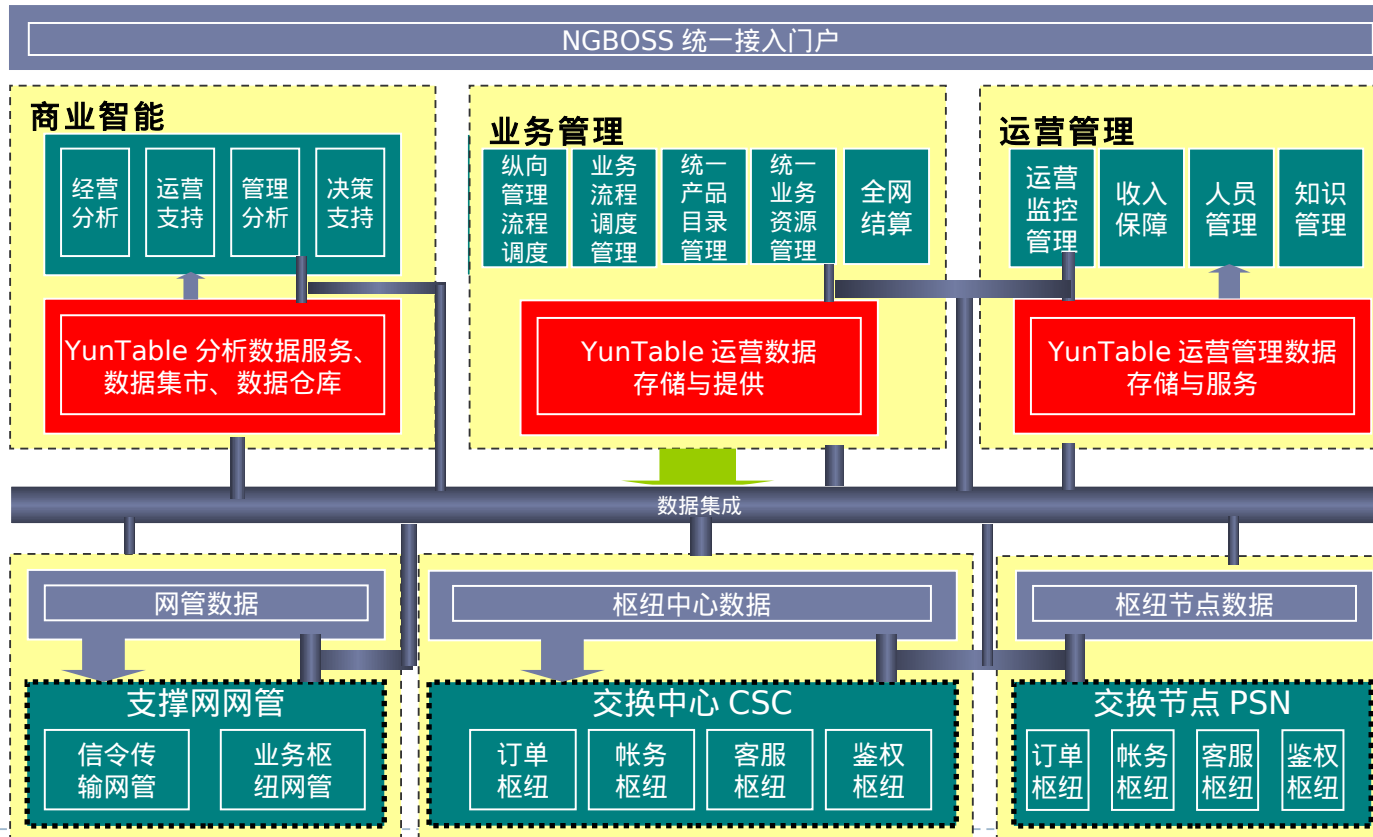 NGBOSS 统一接入门户
商业智能
经营
分析
运营
支持
管理
分析
决策
支持
YunTable 分析数据服务、
数据集市、数据仓库
业务管理
纵向
管理
流程
调度
业务
流程
调度
管理
统一
产品
目录
管理
统一
业务
资源
管理
全网
结算
YunTable 运营数据
存储与提供
运营管理
运营
监控
管理
收入
保障
人员
管理
知识
管理
YunTable 运营管理数据
存储与服务
数据集成
网管数据
支撑网网管
信令传
输网管
业务枢
纽网管
枢纽中心数据
交换中心 CSC
订单
枢纽
帐务
枢纽
客服
枢纽
鉴权
枢纽
枢纽节点数据
交换节点 PSN
订单
枢纽
帐务
枢纽
客服
枢纽
鉴权
枢纽